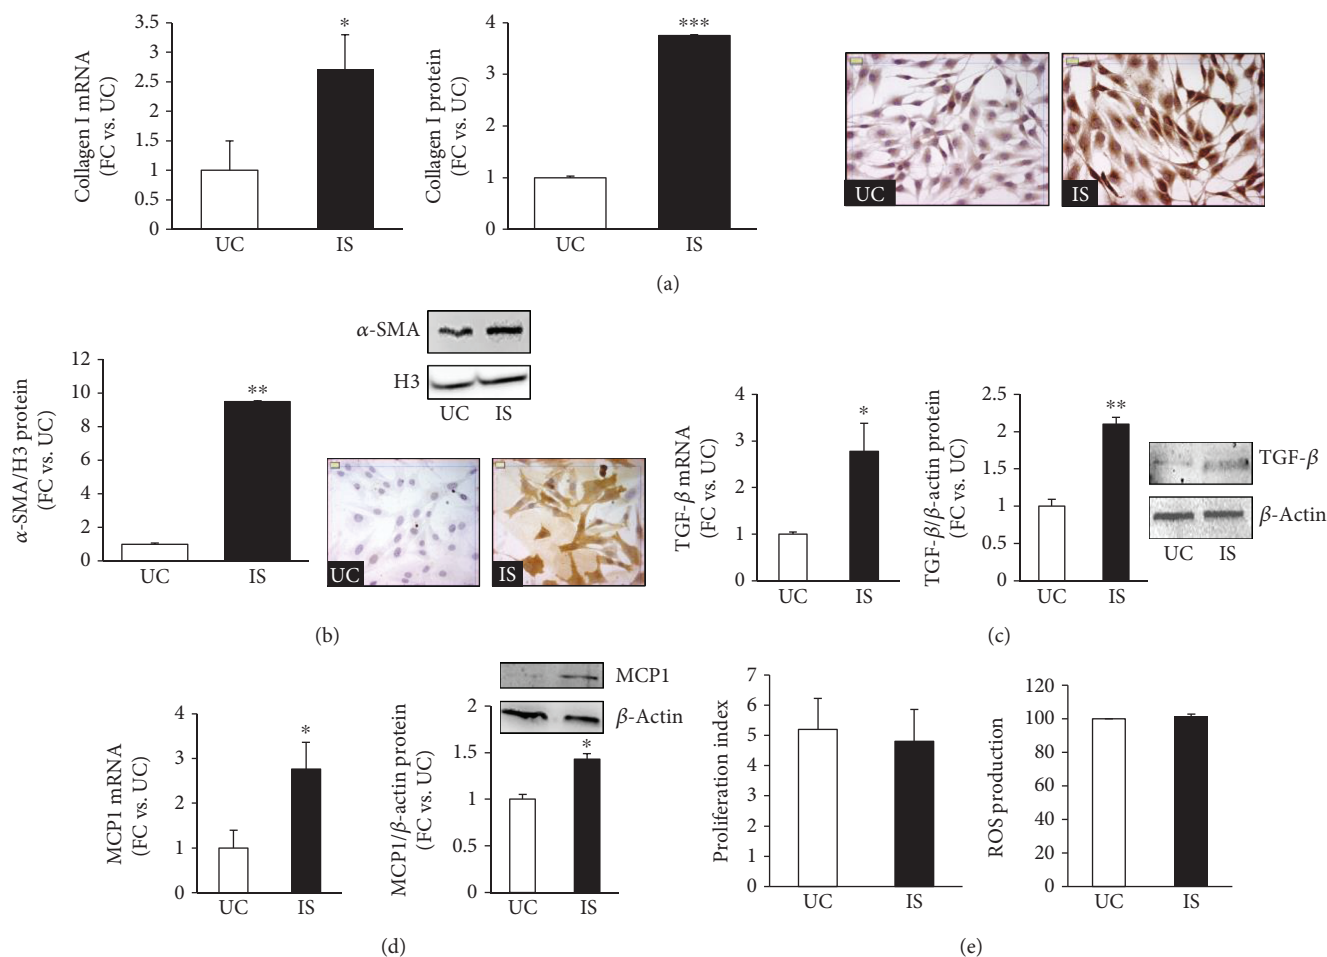 Collagen I mRNA
(FC vs. UC)
3.5
3
2.5
2
1.5
1
0.5
0
*
UC
IS
Collagen I protein
(FC vs. UC)
4
3
2
1
0
***
UC
IS
UC
IS
(a)
α-SMA/H3 protein
(FC vs. UC)
12
10
8
6
4
2
0
**
UC
IS
α-SMA
H3
UC
IS
UC
IS
(b)
TGF-β mRNA
(FC vs. UC)
4
3
2
1
0
*
UC
IS
TGF-β/β-actin protein
(FC vs. UC)
2.5
2
1.5
1
0.5
0
**
UC
IS
TGF-β
β-Actin
UC
IS
(c)
MCP1 mRNA
(FC vs. UC)
4
3
2
1
0
*
UC
IS
MCP1
β-Actin
MCP1/β-actin protein
(FC vs. UC)
2
1.5
1
0.5
0
*
UC
IS
(d)
Proliferation index
7
6
5
4
3
2
1
0
UC
IS
ROS production
120
100
80
60
40
20
0
UC
IS
(e)